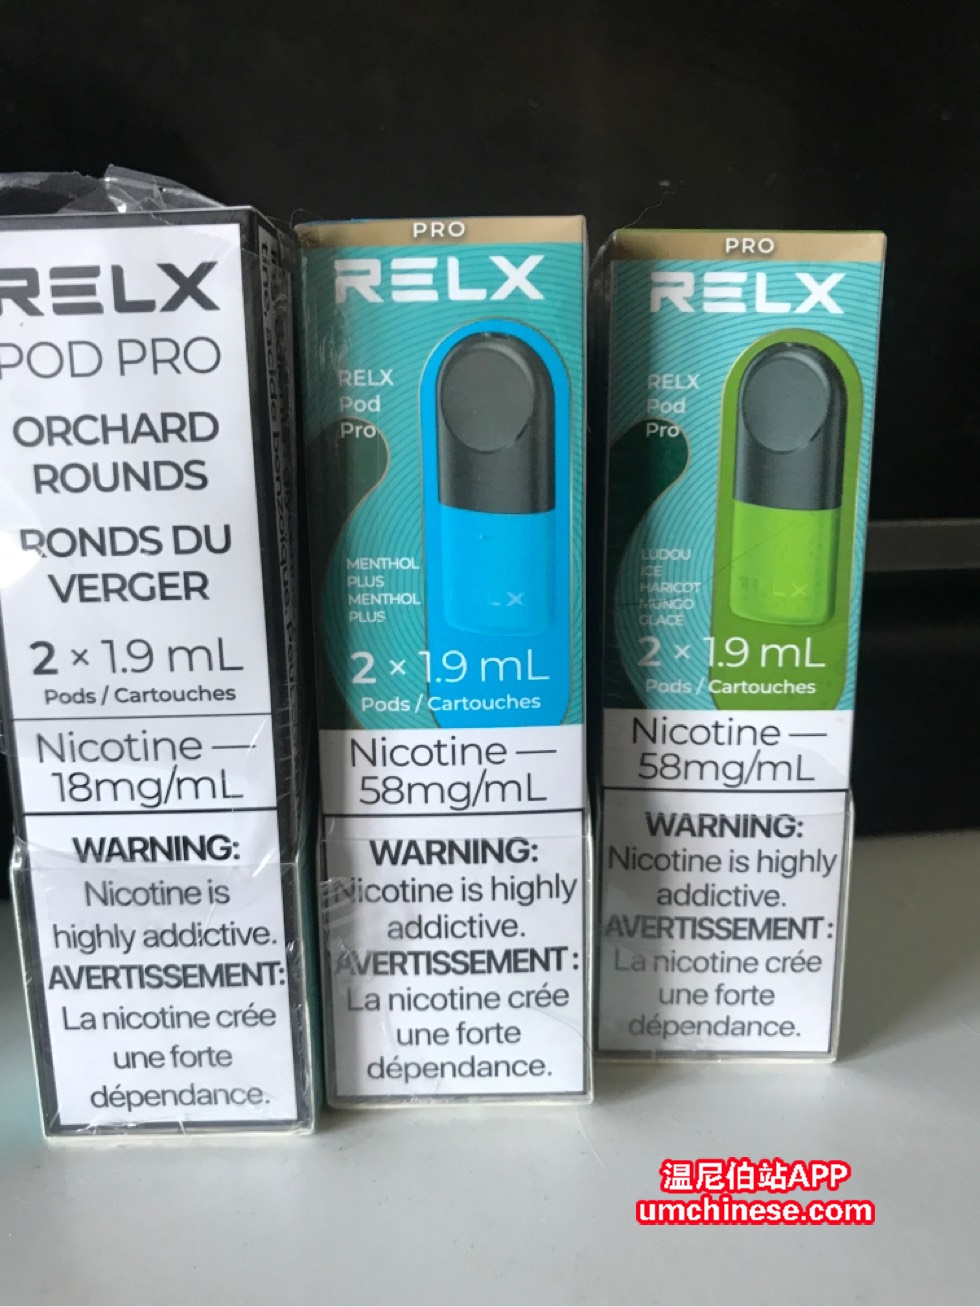 RELX
POD PRO
ORCHARD
ROUNDS
RONDS DU
VERGER
2 × 1.9 mL
Pods / Cartouches
Nicotine —
18mg/mL
WARNING:
Nicotine is
highly addictive.
AVERTISSEMENT:
La nicotine crée
une forte
dépendance.
PRO
RELX
RELX
Pod
Pro
MENTHOL
PLUS
MENTHOL
PLUS
RELX
2 × 1.9 mL
Pods / Cartouches
Nicotine —
58mg/mL
WARNING:
Nicotine is highly
addictive.
AVERTISSEMENT:
La nicotine crée
une forte
dépendance.
PRO
RELX
RELX
Pod
Pro
LUDOU
ICE
HARICOT
MUNGO
GLACÉ
RELX
2 × 1.9 mL
Pods / Cartouches
Nicotine —
58mg/mL
WARNING:
Nicotine is highly
addictive.
AVERTISSEMENT:
La nicotine crée
une forte
dépendance.
温尼伯站APP
umchinese.com